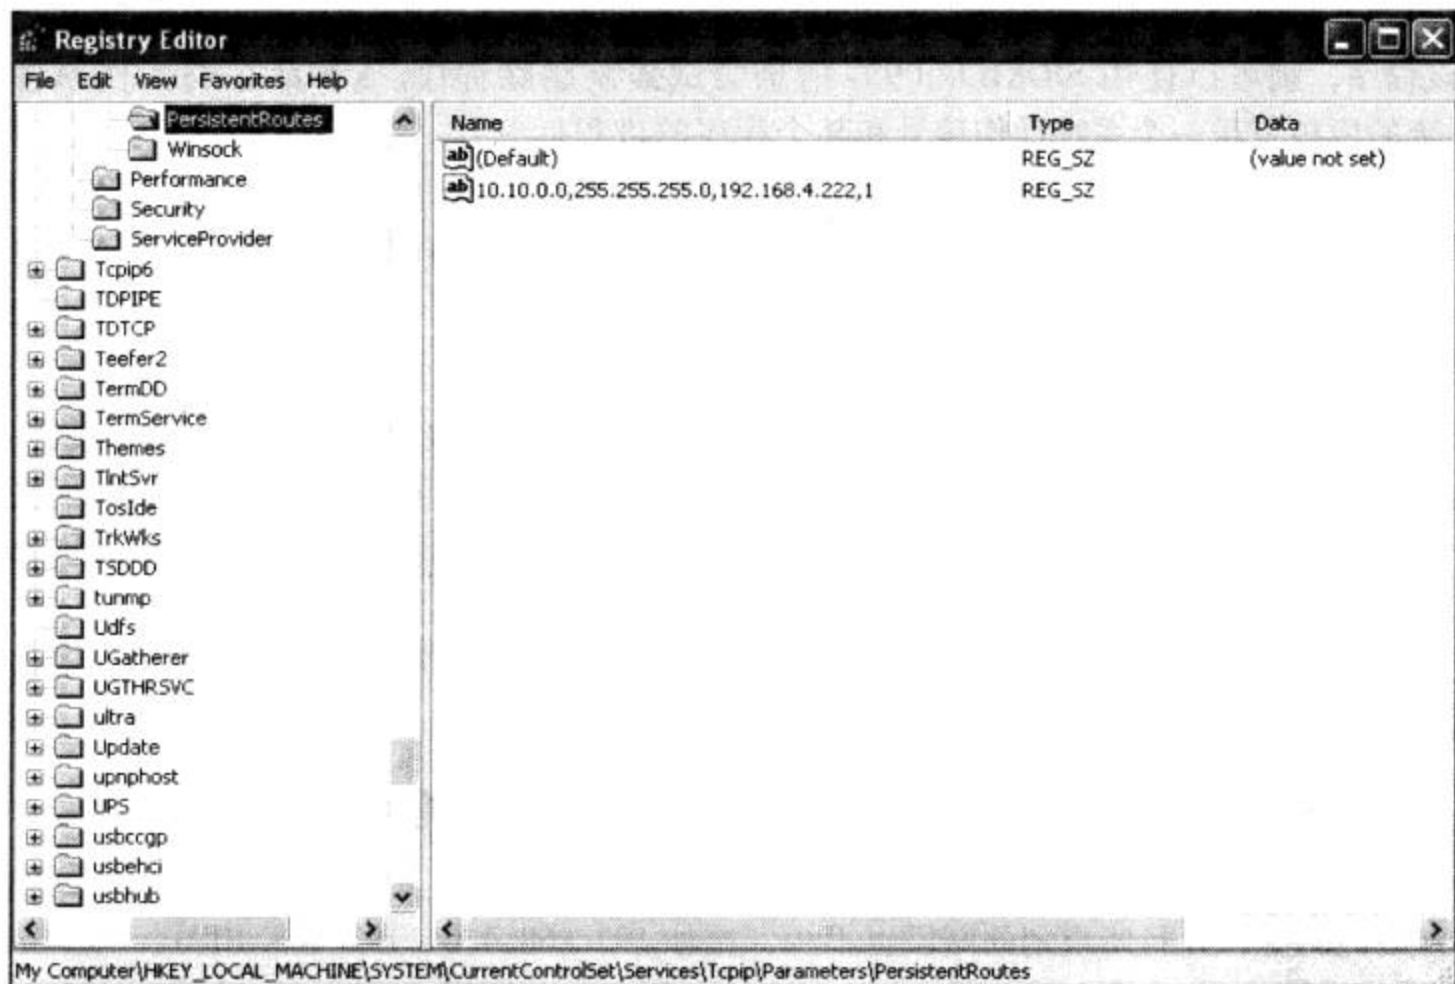 Registry Editor
File Edit View Favorites Help
PersistentRoutes
Winsock
Performance
Security
ServiceProvider
Tcpip6
TDPIPE
TDTCP
Teefer2
TermDD
TermService
Themes
TlntSvr
TosIde
TrkWks
TSDDD
tunmp
Udfs
UGatherer
UGTHRSVC
ultra
Update
upnphost
UPS
usbccgp
usbehci
usbhub
Name Type Data
(Default) REG_SZ (value not set)
10.10.0.0,255.255.255.0,192.168.4.222,1 REG_SZ
My Computer\HKEY_LOCAL_MACHINE\SYSTEM\CurrentControlSet\Services\Tcpip\Parameters\PersistentRoutes